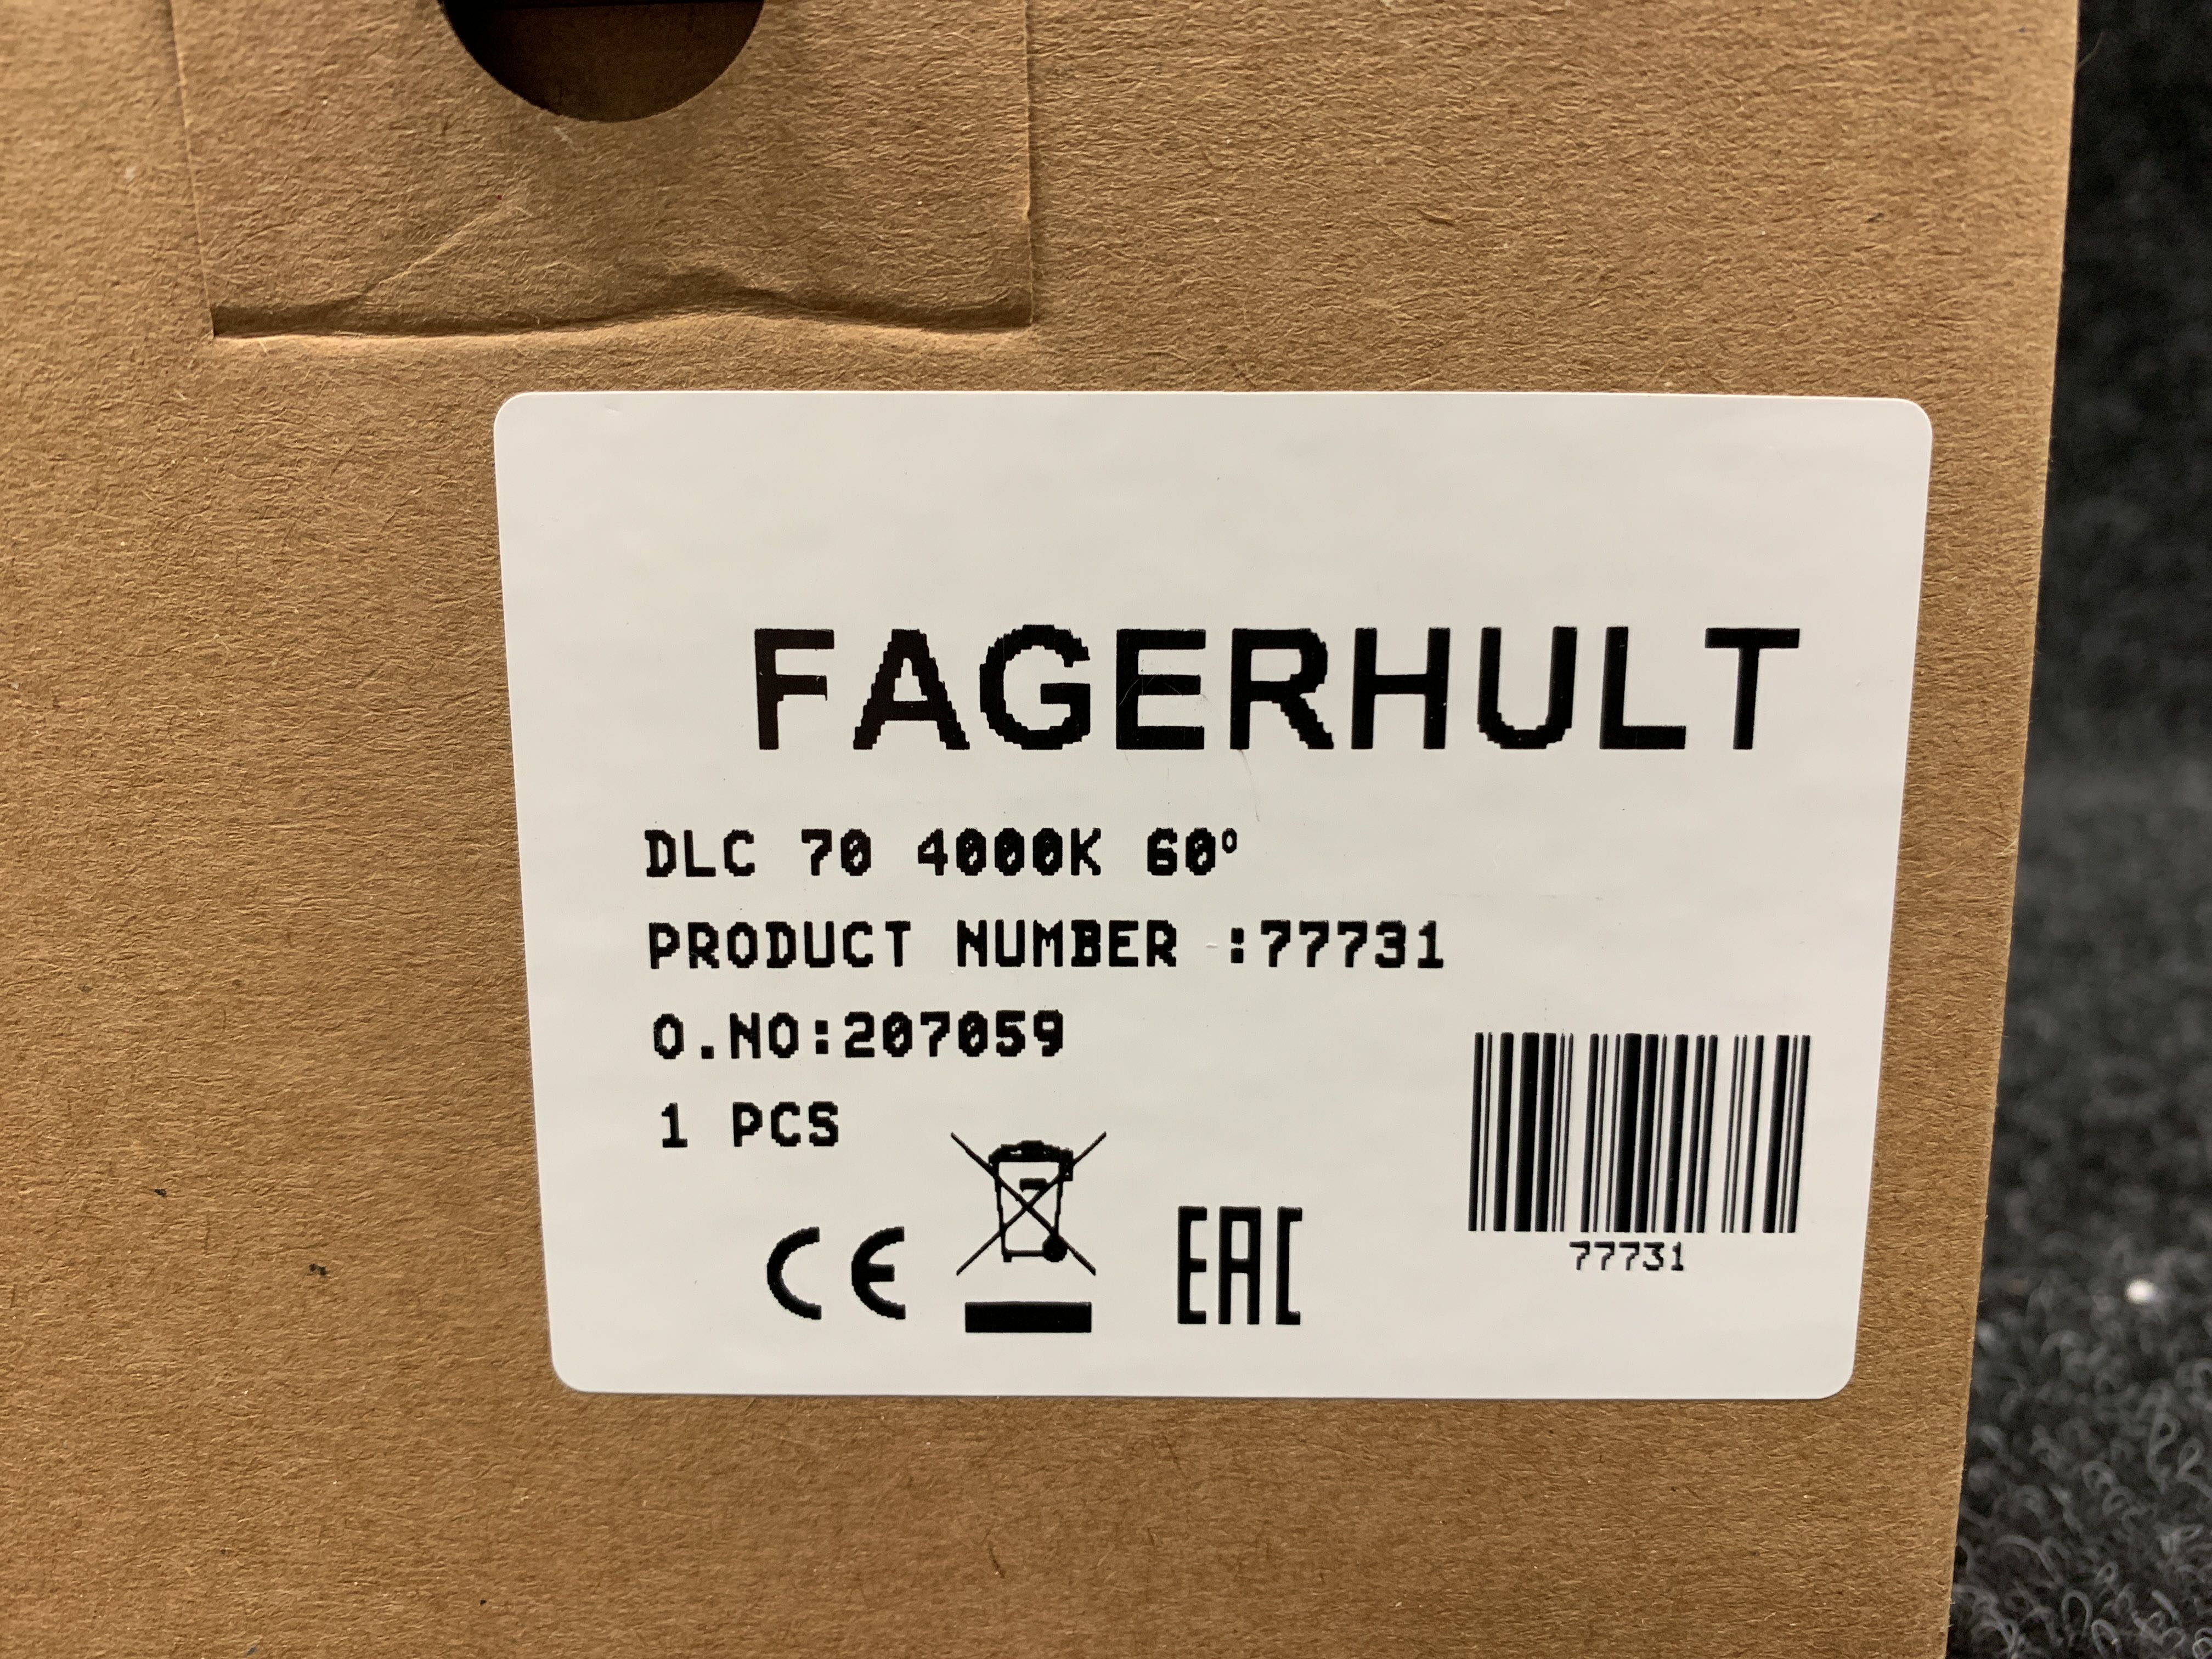 FAGERHULT
DLC 70 4000K 60°
PRODUCT NUMBER :77731
O.NO:207059
1 PCS
CE
EAC
77731